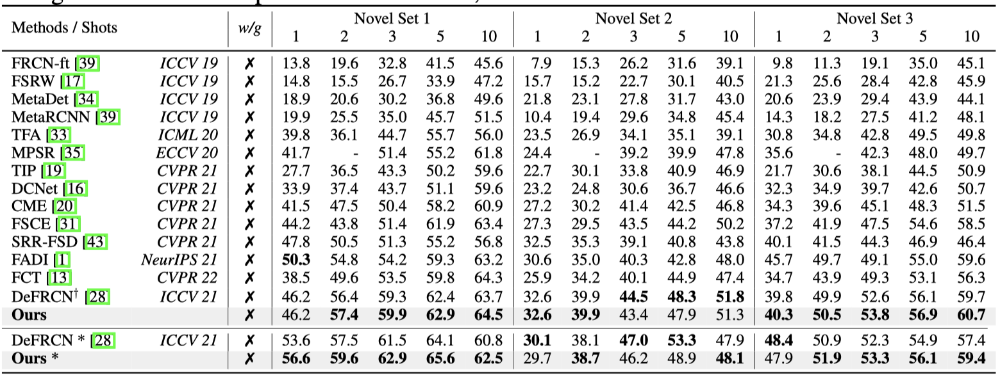 Methods / Shots w/g Novel Set 1 Novel Set 2 Novel Set 3
1 2 3 5 10 1 2 3 5 10 1 2 3 5 10
FRCN-ft [39] ICCV 19 ✗ 13.8 19.6 32.8 41.5 45.6 7.9 15.3 26.2 31.6 39.1 9.8 11.3 19.1 35.0 45.1
FSRW [17] ICCV 19 ✗ 14.8 15.5 26.7 33.9 47.2 15.7 15.2 22.7 30.1 40.5 21.3 25.6 28.4 42.8 45.9
MetaDet [34] ICCV 19 ✗ 18.9 20.6 30.2 36.8 49.6 21.8 23.1 27.8 31.7 43.0 20.6 23.9 29.4 43.9 44.1
MetaRCNN [39] ICCV 19 ✗ 19.9 25.5 35.0 45.7 51.5 10.4 19.4 29.6 34.8 45.4 14.3 18.2 27.5 41.2 48.1
TFA [33] ICML 20 ✗ 39.8 36.1 44.7 55.7 56.0 23.5 26.9 34.1 35.1 39.1 30.8 34.8 42.8 49.5 49.8
MPSR [35] ECCV 20 ✗ 41.7 - 51.4 55.2 61.8 24.4 - 39.2 39.9 47.8 35.6 - 42.3 48.0 49.7
TIP [19] CVPR 21 ✗ 27.7 36.5 43.3 50.2 59.6 22.7 30.1 33.8 40.9 46.9 21.7 30.6 38.1 44.5 50.9
DCNet [16] CVPR 21 ✗ 33.9 37.4 43.7 51.1 59.6 23.2 24.8 30.6 36.7 46.6 32.3 34.9 39.7 42.6 50.7
CME [20] CVPR 21 ✗ 41.5 47.5 50.4 58.2 60.9 27.2 30.2 41.4 42.5 46.8 34.3 39.6 45.1 48.3 51.5
FSCE [31] CVPR 21 ✗ 44.2 43.8 51.4 61.9 63.4 27.3 29.5 43.5 44.2 50.2 37.2 41.9 47.5 54.6 58.5
SRR-FSD [43] CVPR 21 ✗ 47.8 50.5 51.3 55.2 56.8 32.5 35.3 39.1 40.8 43.8 40.1 41.5 44.3 46.9 46.4
FADI [1] NeurIPS 21 ✗ 50.3 54.8 54.2 59.3 63.2 30.6 35.0 40.3 42.8 48.0 45.7 49.7 49.1 55.0 59.6
FCT [13] CVPR 22 ✗ 38.5 49.6 53.5 59.8 64.3 25.9 34.2 40.1 44.9 47.4 34.7 43.9 49.3 53.1 56.3
DeFRCN† [28] ICCV 21 ✗ 46.2 56.4 59.3 62.4 63.7 32.6 39.9 44.5 48.3 51.8 39.8 49.9 52.6 56.1 59.7
Ours ✗ 46.2 57.4 59.9 62.9 64.5 32.6 39.9 43.4 47.9 51.3 40.3 50.5 53.8 56.9 60.7
DeFRCN * [28] ICCV 21 ✗ 53.6 57.5 61.5 64.1 60.8 30.1 38.1 47.0 53.3 47.9 48.4 50.9 52.3 54.9 57.4
Ours * ✗ 56.6 59.6 62.9 65.6 62.5 29.7 38.7 46.2 48.9 48.1 47.9 51.9 53.3 56.1 59.4